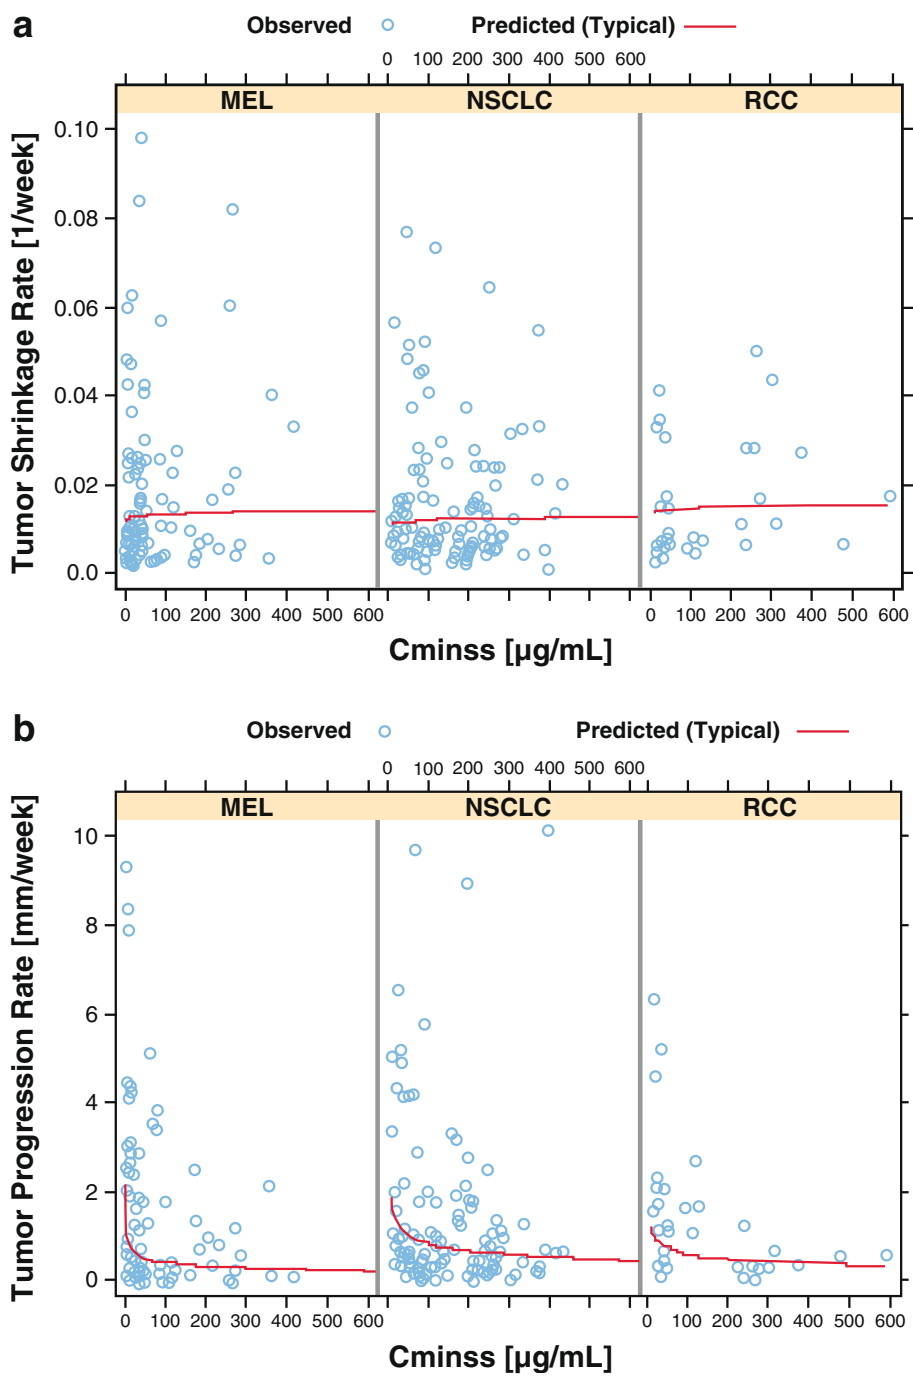 a
Observed Predicted (Typical)
0 100 200 300 400 500 600
MEL NSCLC RCC
Tumor Shrinkage Rate [1/week]
0.10
0.08
0.06
0.04
0.02
0.0
0 100 200 300 400 500 600 0 100 200 300 400 500 600
Cminss [µg/mL]
b
Observed Predicted (Typical)
0 100 200 300 400 500 600
MEL NSCLC RCC
Tumor Progression Rate [mm/week]
10
8
6
4
2
0
0 100 200 300 400 500 600 0 100 200 300 400 500 600
Cminss [µg/mL]